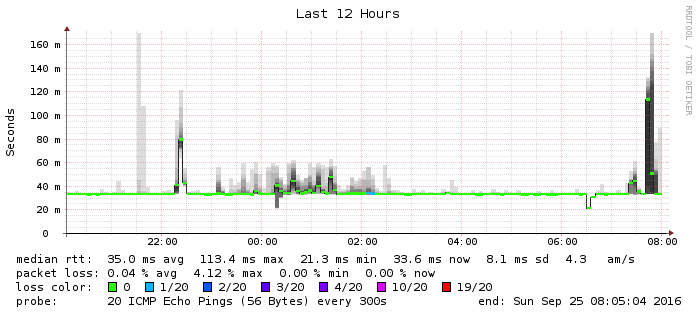 Last 12 Hours
RRDTOOL / TOBI OETIKER
Seconds
160 m
140 m
120 m
100 m
80 m
60 m
40 m
20 m
0
22:00 00:00 02:00 04:00 06:00 08:00
median rtt: 35.0 ms avg 113.4 ms max 21.3 ms min 33.6 ms now 8.1 ms sd 4.3 am/s
packet loss: 0.04 % avg 4.12 % max 0.00 % min 0.00 % now
loss color: 0 1/20 2/20 3/20 4/20 10/20 19/20
probe: 20 ICMP Echo Pings (56 Bytes) every 300s end: Sun Sep 25 08:05:04 2016